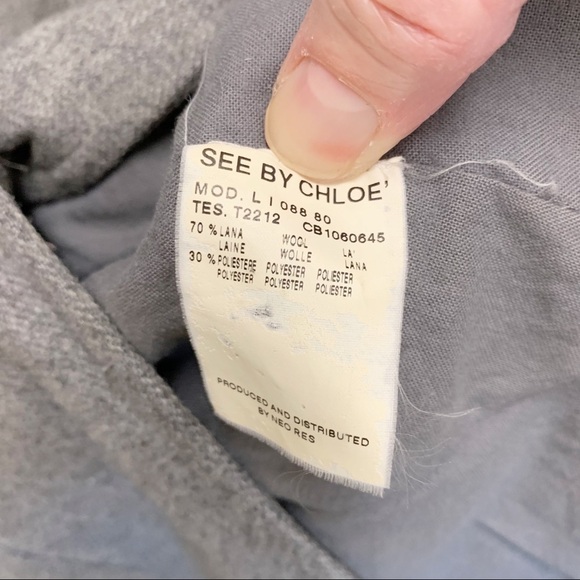 SEE BY CHLOE'
MOD. L I 088 80
TES. T2212 CB1060645
70 % LANA WOOL LA'
LAINE WOLLE LANA
30 % POLIESTERE POLYESTER POLIESTER
POLYESTER POLYESTER POLIESTER
PRODUCED AND DISTRIBUTED
BY NEO RES